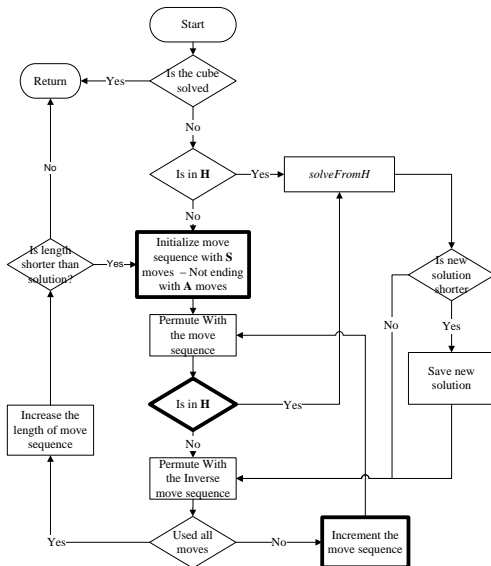 Start
Is the cube
solved
Yes
Return
No
Is in H
Yes
solveFromH
No
No
Is length
shorter than
solution?
Yes
Initialize move
sequence with S
moves – Not ending
with A moves
Is new
solution
shorter
No
Yes
Permute With
the move
sequence
Save new
solution
Is in H
Yes
Increase the
length of move
sequence
No
Permute With
the Inverse
move sequence
Used all
moves
Yes
No
Increment the
move sequence